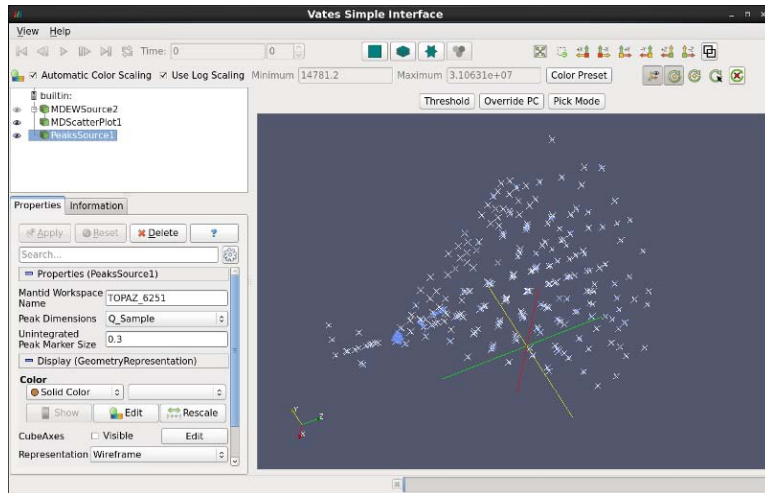 Vates Simple Interface
View Help
Time: 0 0
Automatic Color Scaling Use Log Scaling Minimum 14781.2 Maximum 3.10631e+07 Color Preset
Threshold Override PC Pick Mode
builtin:
MDEWSource2
MDScatterPlot1
PeaksSource1
Properties Information
Apply Reset Delete ?
Search...
Properties (PeaksSource1)
Mantid Workspace
Name
TOPAZ_6251
Peak Dimensions Q_Sample
Unintegrated
Peak Marker Size
0.3
Display (GeometryRepresentation)
Color
Solid Color
Show Edit Rescale
CubeAxes Visible Edit
Representation Wireframe
Y
Z
X